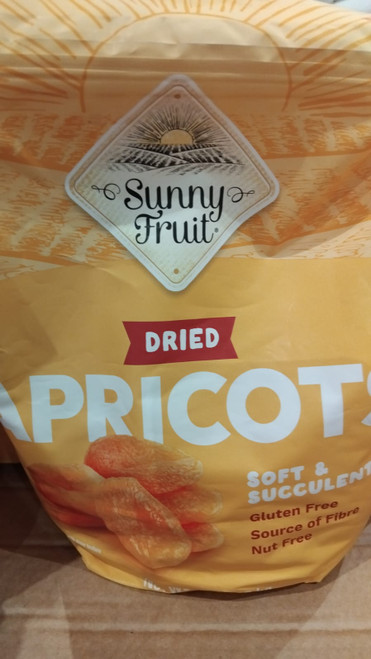 Sunny
Fruit
DRIED
APRICOTS
SOFT &
SUCCULENT
Gluten Free
Source of Fibre
Nut Free